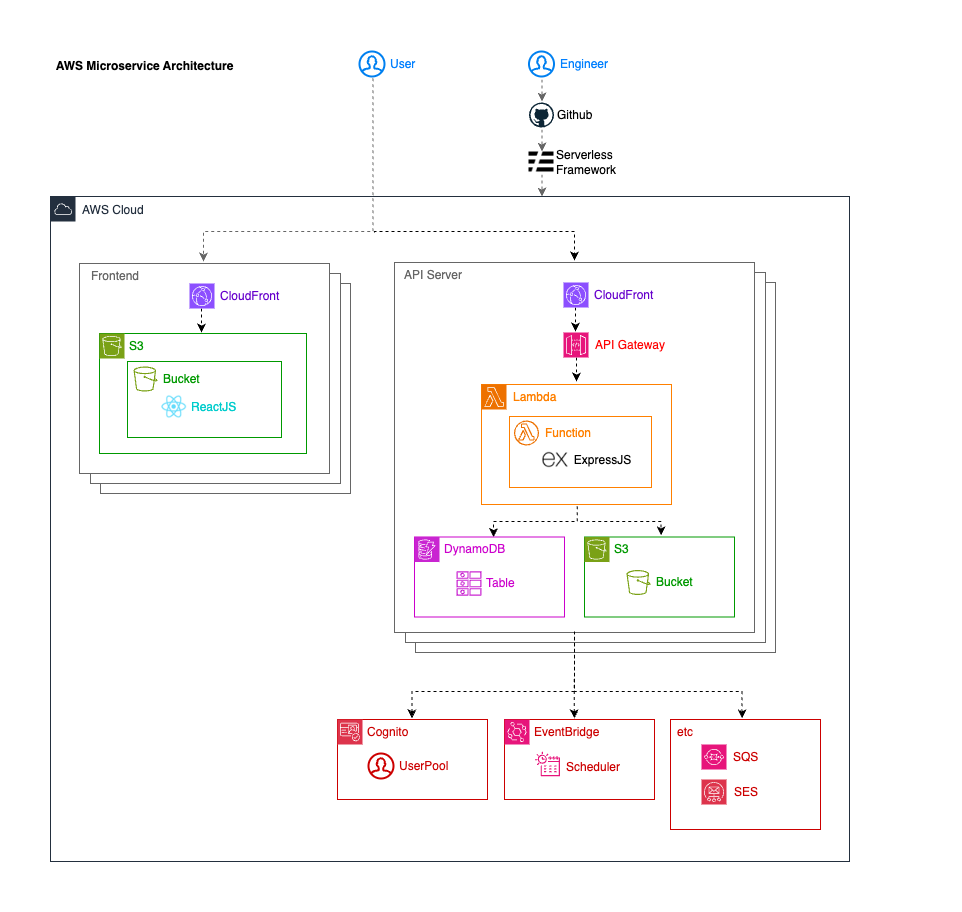 AWS Microservice Architecture
User
Engineer
Github
Serverless
Framework
AWS Cloud
Frontend
CloudFront
S3
Bucket
ReactJS
API Server
CloudFront
API Gateway
Lambda
Function
ex
ExpressJS
DynamoDB
Table
S3
Bucket
Cognito
UserPool
EventBridge
Scheduler
etc
SQS
SES